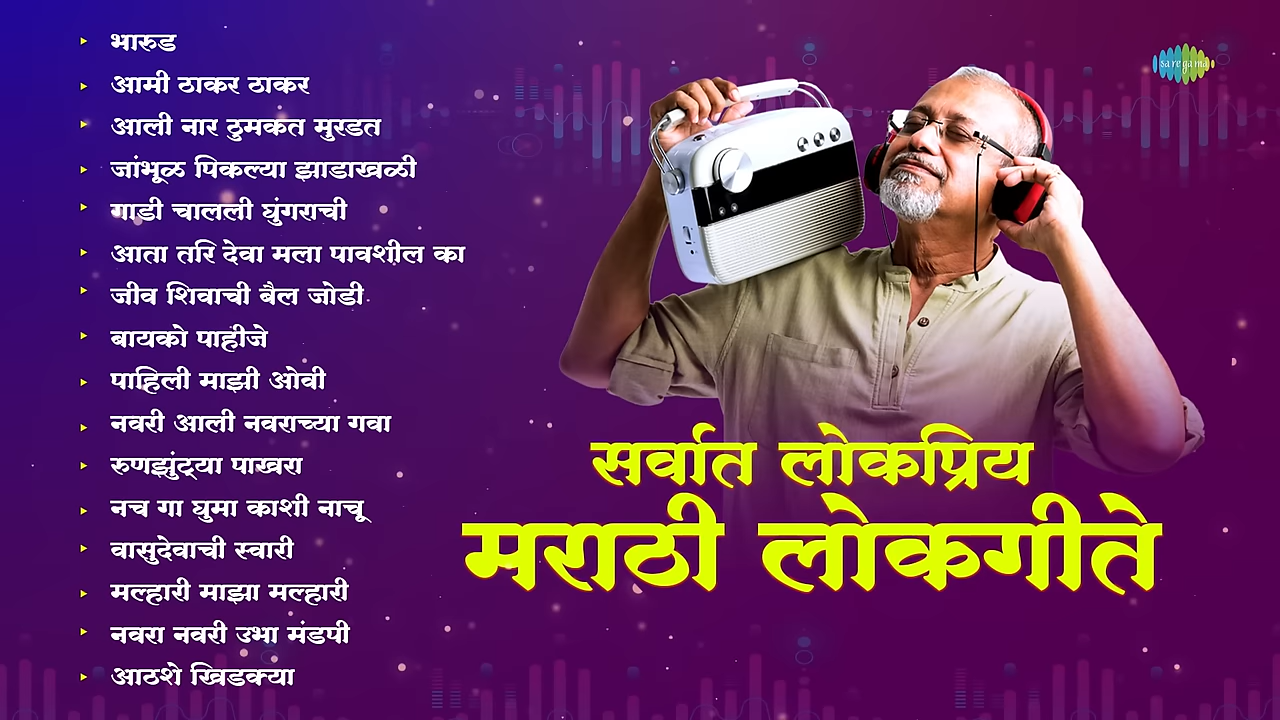 भारुड
आमी ठाकर ठाकर
आली नार ठुमकत मुरडत
जांभूळ पिकल्या झाडाखळी
गाडी चालली घुंगराची
आता तरि देवा मला पावशील का
जीव शिवाची बैल जोडी
बायको पाहीजे
पाहिली माझी ओवी
नवरी आली नवराच्या गवा
रुणझुंट्या पाखरा
नच गा घुमा काशी नाचू
वासुदेवाची स्वारी
मल्हारी माझा मल्हारी
नवरा नवरी उभा मंडपी
आठशे खिडक्या
saregama
सर्वात लोकप्रिय
मराठी लोकगीते